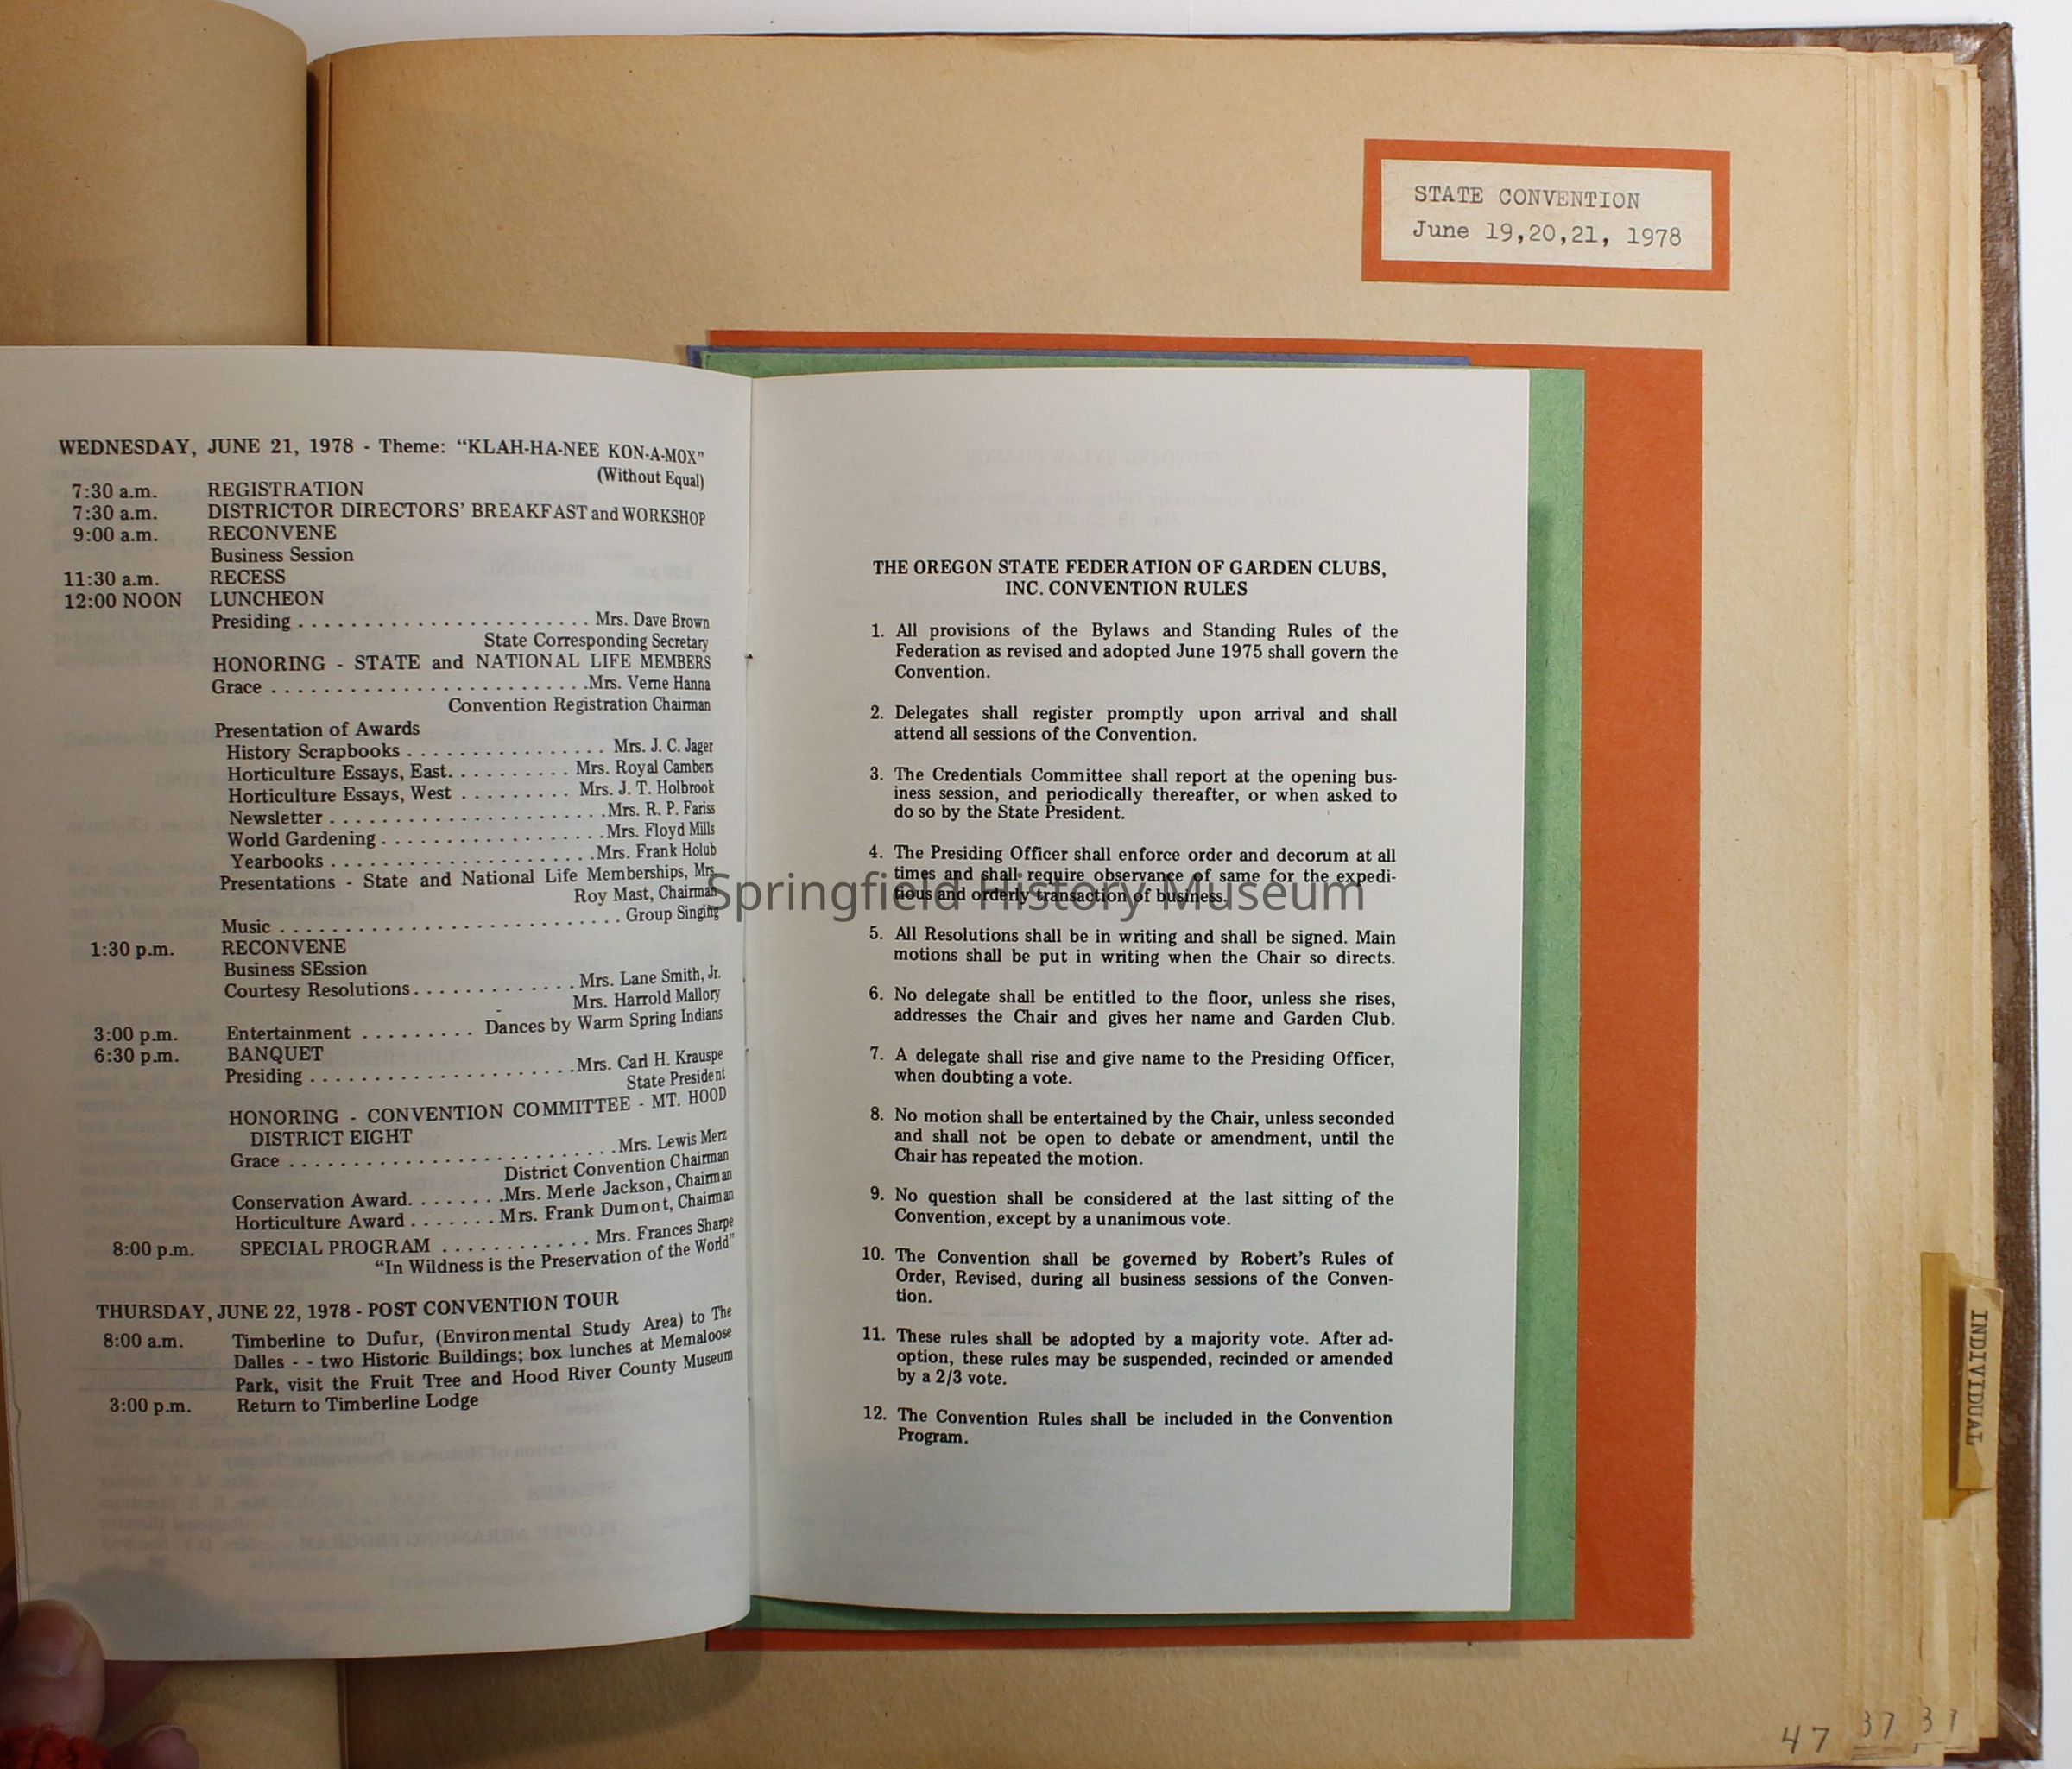 STATE CONVENTION
June 19,20,21, 1978
WEDNESDAY, JUNE 21, 1978 - Theme: “KLAH-HA-NEE KON-A-MOX”
(Without Equal)
7:30 a.m. REGISTRATION
7:30 a.m. DISTRICTOR DIRECTORS’ BREAKFAST and WORKSHOP
9:00 a.m. RECONVENE
Business Session
11:30 a.m. RECESS
12:00 NOON LUNCHEON
Presiding . . . . . . . . . . . . . . . . . . . . . . . Mrs. Dave Brown
State Corresponding Secretary
HONORING - STATE and NATIONAL LIFE MEMBERS
Grace . . . . . . . . . . . . . . . . . . . . . . . . .Mrs. Verne Hanna
Convention Registration Chairman
Presentation of Awards
History Scrapbooks . . . . . . . . . . . . . . . . Mrs. J. C. Jager
Horticulture Essays, East. . . . . . . . . . Mrs. Royal Cambers
Horticulture Essays, West . . . . . . . . . Mrs. J. T. Holbrook
Newsletter . . . . . . . . . . . . . . . . . . . . . .Mrs. R. P. Fariss
World Gardening . . . . . . . . . . . . . . . . . .Mrs. Floyd Mills
Yearbooks . . . . . . . . . . . . . . . . . . . . .Mrs. Frank Holub
Presentations - State and National Life Memberships, Mrs.
Roy Mast, Chairman
Music . . . . . . . . . . . . . . . . . . . . . . . . . . . Group Singing
1:30 p.m. RECONVENE
Business SEssion
Courtesy Resolutions . . . . . . . . . . . . . Mrs. Lane Smith, Jr.
Mrs. Harrold Mallory
3:00 p.m. Entertainment . . . . . . . . . Dances by Warm Spring Indians
6:30 p.m. BANQUET
Presiding . . . . . . . . . . . . . . . . . . . . .Mrs. Carl H. Krauspe
State President
HONORING - CONVENTION COMMITTEE - MT. HOOD
DISTRICT EIGHT
Grace . . . . . . . . . . . . . . . . . . . . . . . . . .Mrs. Lewis Merz
District Convention Chairman
Conservation Award. . . . . . . .Mrs. Merle Jackson, Chairman
Horticulture Award . . . . . . . Mrs. Frank Dumont, Chairman
8:00 p.m. SPECIAL PROGRAM . . . . . . . . . . . . Mrs. Frances Sharpe
“In Wildness is the Preservation of the World”
THURSDAY, JUNE 22, 1978 - POST CONVENTION TOUR
8:00 a.m. Timberline to Dufur, (Environmental Study Area) to The
Dalles - - two Historic Buildings; box lunches at Memaloose
Park, visit the Fruit Tree and Hood River County Museum
3:00 p.m. Return to Timberline Lodge
THE OREGON STATE FEDERATION OF GARDEN CLUBS,
INC. CONVENTION RULES
1. All provisions of the Bylaws and Standing Rules of the
Federation as revised and adopted June 1975 shall govern the
Convention.
2. Delegates shall register promptly upon arrival and shall
attend all sessions of the Convention.
3. The Credentials Committee shall report at the opening bus-
iness session, and periodically thereafter, or when asked to
do so by the State President.
4. The Presiding Officer shall enforce order and decorum at all
times and shall require observance of same for the expedi-
tious and orderly transaction of business.
5. All Resolutions shall be in writing and shall be signed. Main
motions shall be put in writing when the Chair so directs.
6. No delegate shall be entitled to the floor, unless she rises,
addresses the Chair and gives her name and Garden Club.
7. A delegate shall rise and give name to the Presiding Officer,
when doubting a vote.
8. No motion shall be entertained by the Chair, unless seconded
and shall not be open to debate or amendment, until the
Chair has repeated the motion.
9. No question shall be considered at the last sitting of the
Convention, except by a unanimous vote.
10. The Convention shall be governed by Robert’s Rules of
Order, Revised, during all business sessions of the Conven-
tion.
11. These rules shall be adopted by a majority vote. After ad-
option, these rules may be suspended, recinded or amended
by a 2/3 vote.
12. The Convention Rules shall be included in the Convention
Program.
Springfield History Museum
INDIVIDUAL
47 37